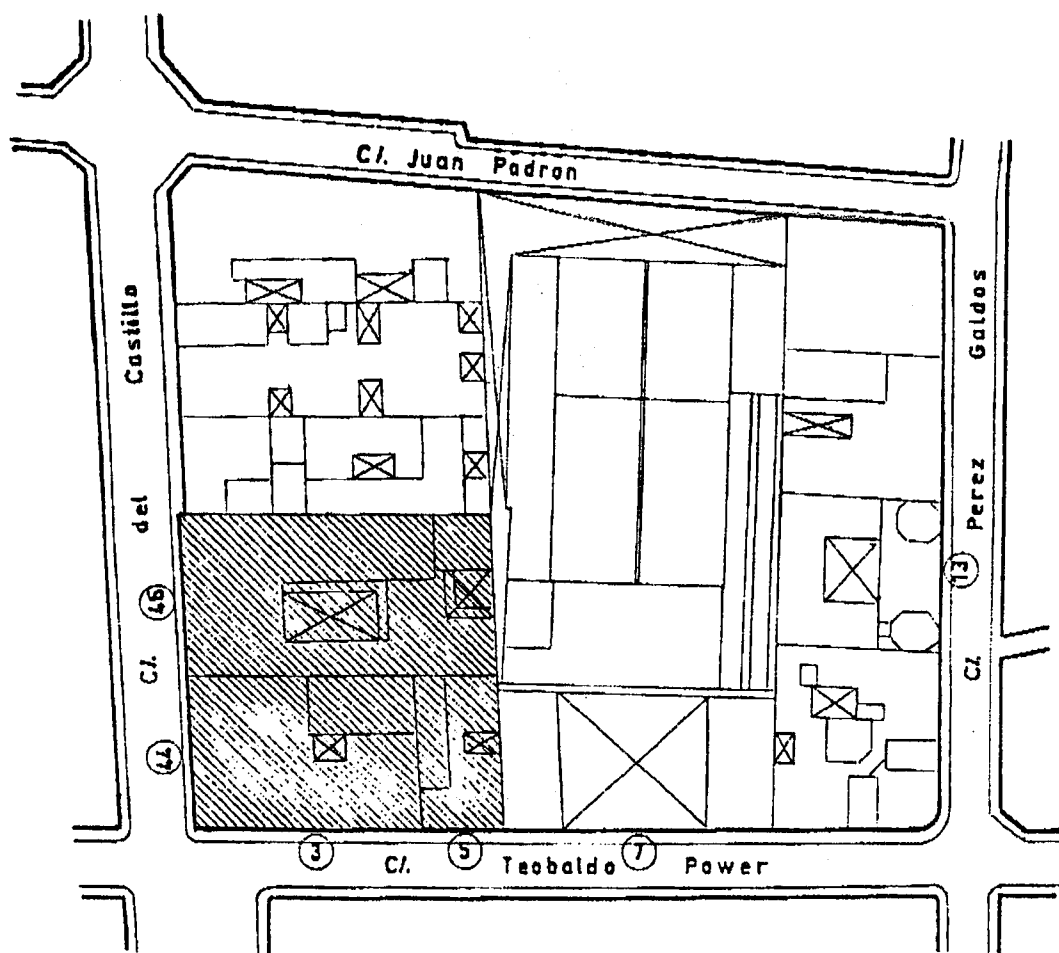 C/. Juan Padron
C/. del Castillo
46
44
C/. Perez Galdos
13
3
5
7
C/. Teobaldo Power